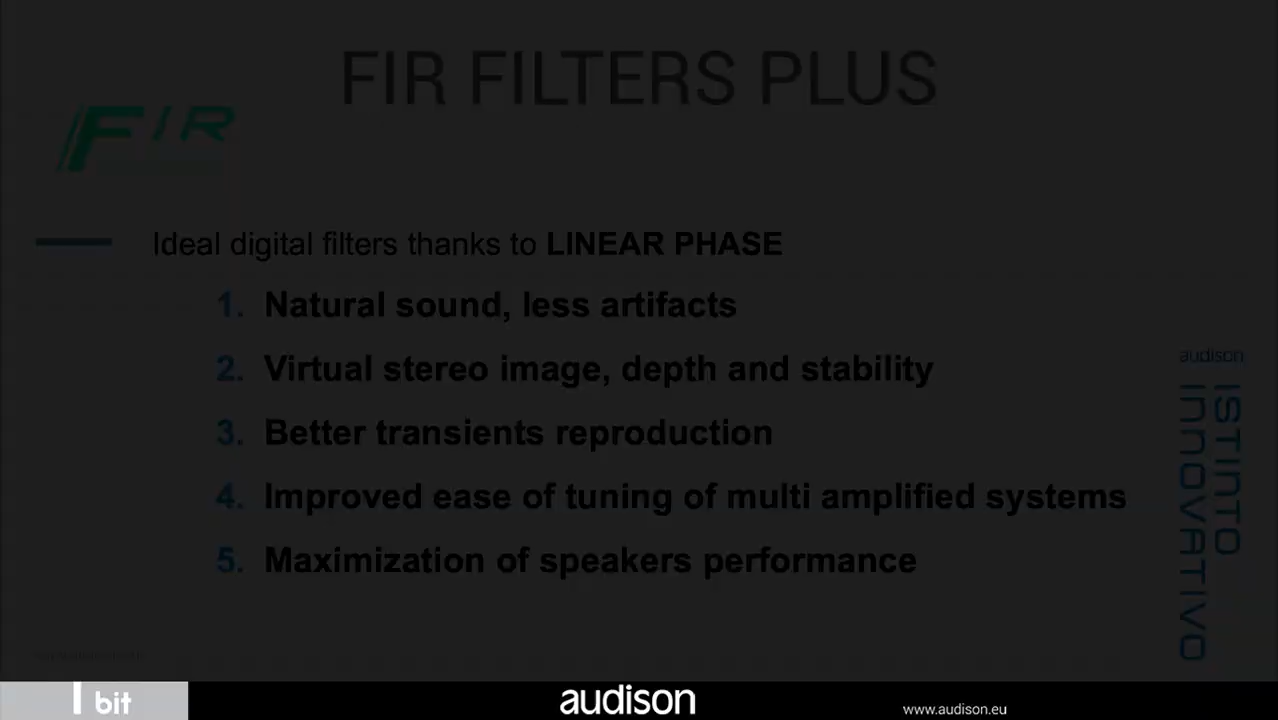 FIR FILTERS PLUS
FIR
Ideal digital filters thanks to LINEAR PHASE
1. Natural sound, less artifacts
2. Virtual stereo image, depth and stability
3. Better transients reproduction
4. Improved ease of tuning of multi amplified systems
5. Maximization of speakers performance
audison
ISTINTO
INNOVATIVO
bit
audison
www.audison.eu